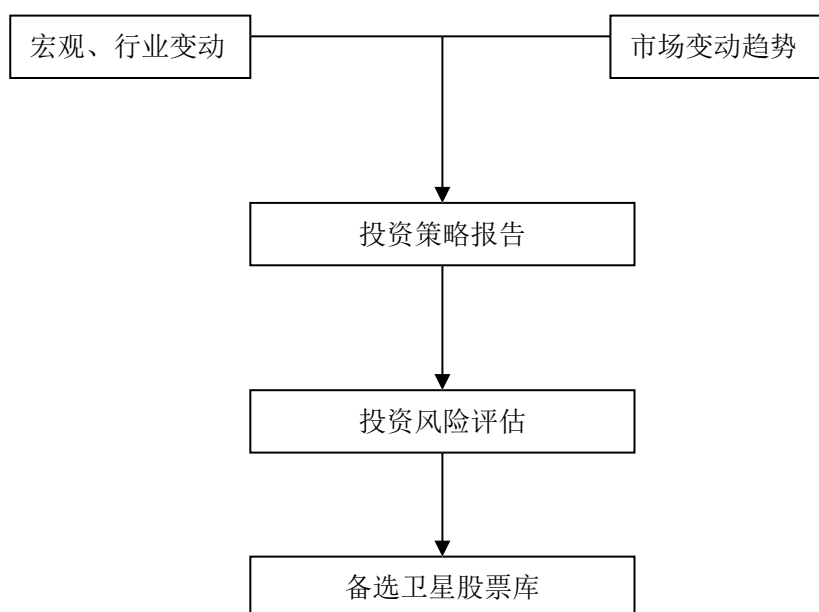 宏观、行业变动
市场变动趋势
投资策略报告
投资风险评估
备选卫星股票库